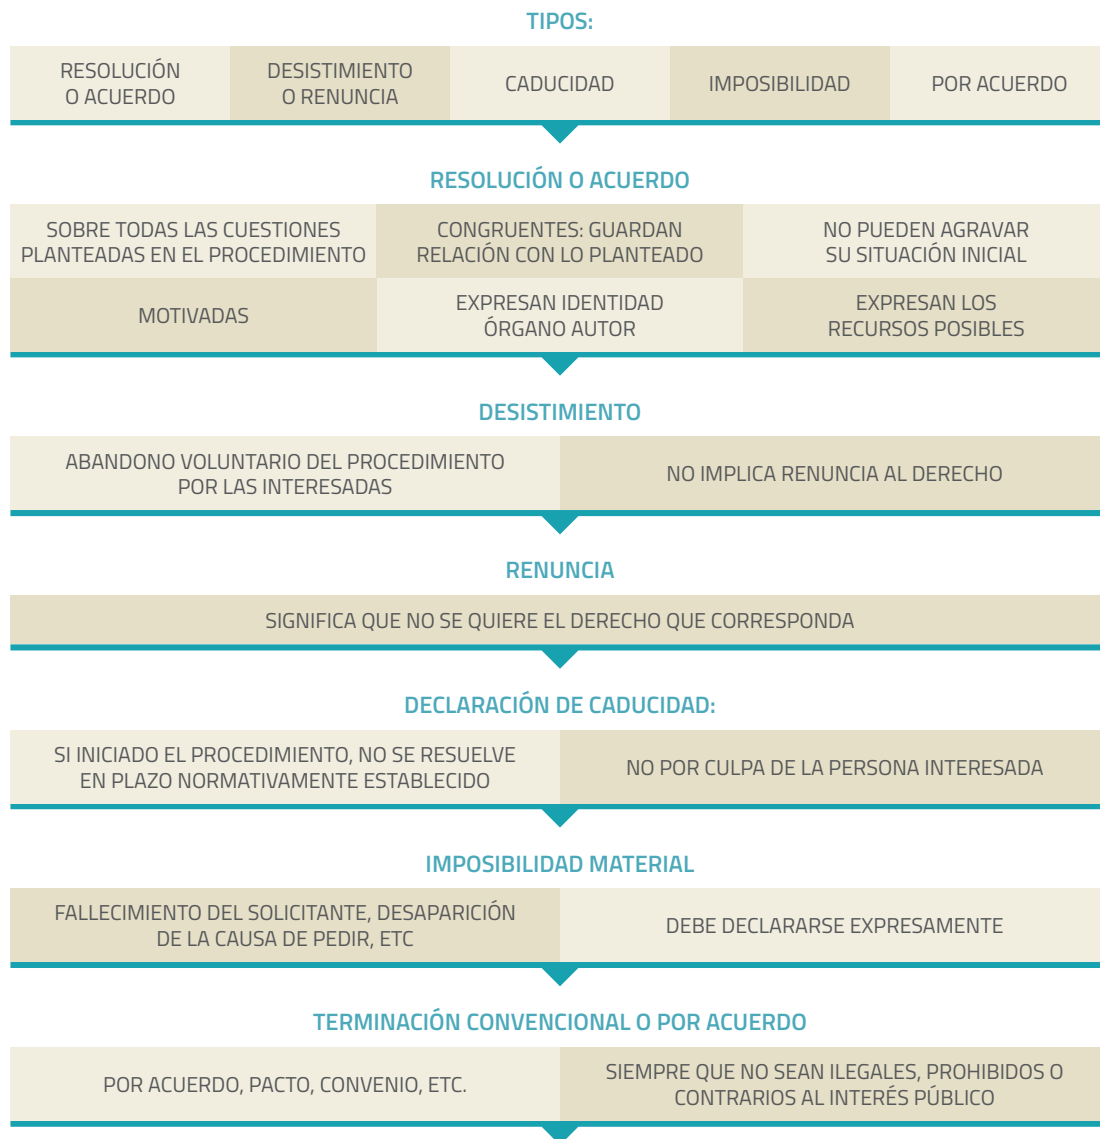 TIPOS:
RESOLUCIÓN
O ACUERDO
DESISTIMIENTO
O RENUNCIA
CADUCIDAD
IMPOSIBILIDAD
POR ACUERDO
RESOLUCIÓN O ACUERDO
SOBRE TODAS LAS CUESTIONES
PLANTEADAS EN EL PROCEDIMIENTO
CONGRUENTES: GUARDAN
RELACIÓN CON LO PLANTEADO
NO PUEDEN AGRAVAR
SU SITUACIÓN INICIAL
MOTIVADAS
EXPRESAN IDENTIDAD
ÓRGANO AUTOR
EXPRESAN LOS
RECURSOS POSIBLES
DESISTIMIENTO
ABANDONO VOLUNTARIO DEL PROCEDIMIENTO
POR LAS INTERESADAS
NO IMPLICA RENUNCIA AL DERECHO
RENUNCIA
SIGNIFICA QUE NO SE QUIERE EL DERECHO QUE CORRESPONDA
DECLARACIÓN DE CADUCIDAD:
SI INICIADO EL PROCEDIMIENTO, NO SE RESUELVE
EN PLAZO NORMATIVAMENTE ESTABLECIDO
NO POR CULPA DE LA PERSONA INTERESADA
IMPOSIBILIDAD MATERIAL
FALLECIMIENTO DEL SOLICITANTE, DESAPARICIÓN
DE LA CAUSA DE PEDIR, ETC
DEBE DECLARARSE EXPRESAMENTE
TERMINACIÓN CONVENCIONAL O POR ACUERDO
POR ACUERDO, PACTO, CONVENIO, ETC.
SIEMPRE QUE NO SEAN ILEGALES, PROHIBIDOS O
CONTRARIOS AL INTERÉS PÚBLICO